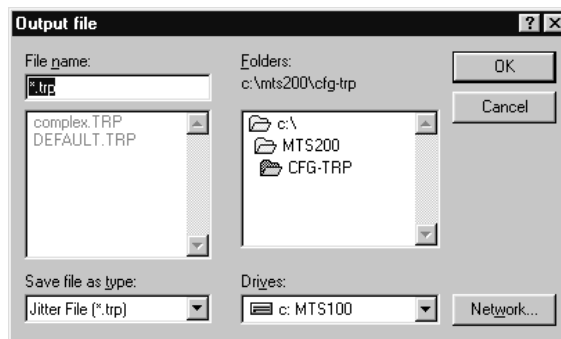 Output file
File name:
*.trp
complex.TRP
DEFAULT.TRP
Save file as type:
Jitter File (*.trp)
Folders:
c:\mts200\cfg-trp
c:\
MTS200
CFG-TRP
Drives:
c: MTS100
OK
Cancel
Network...